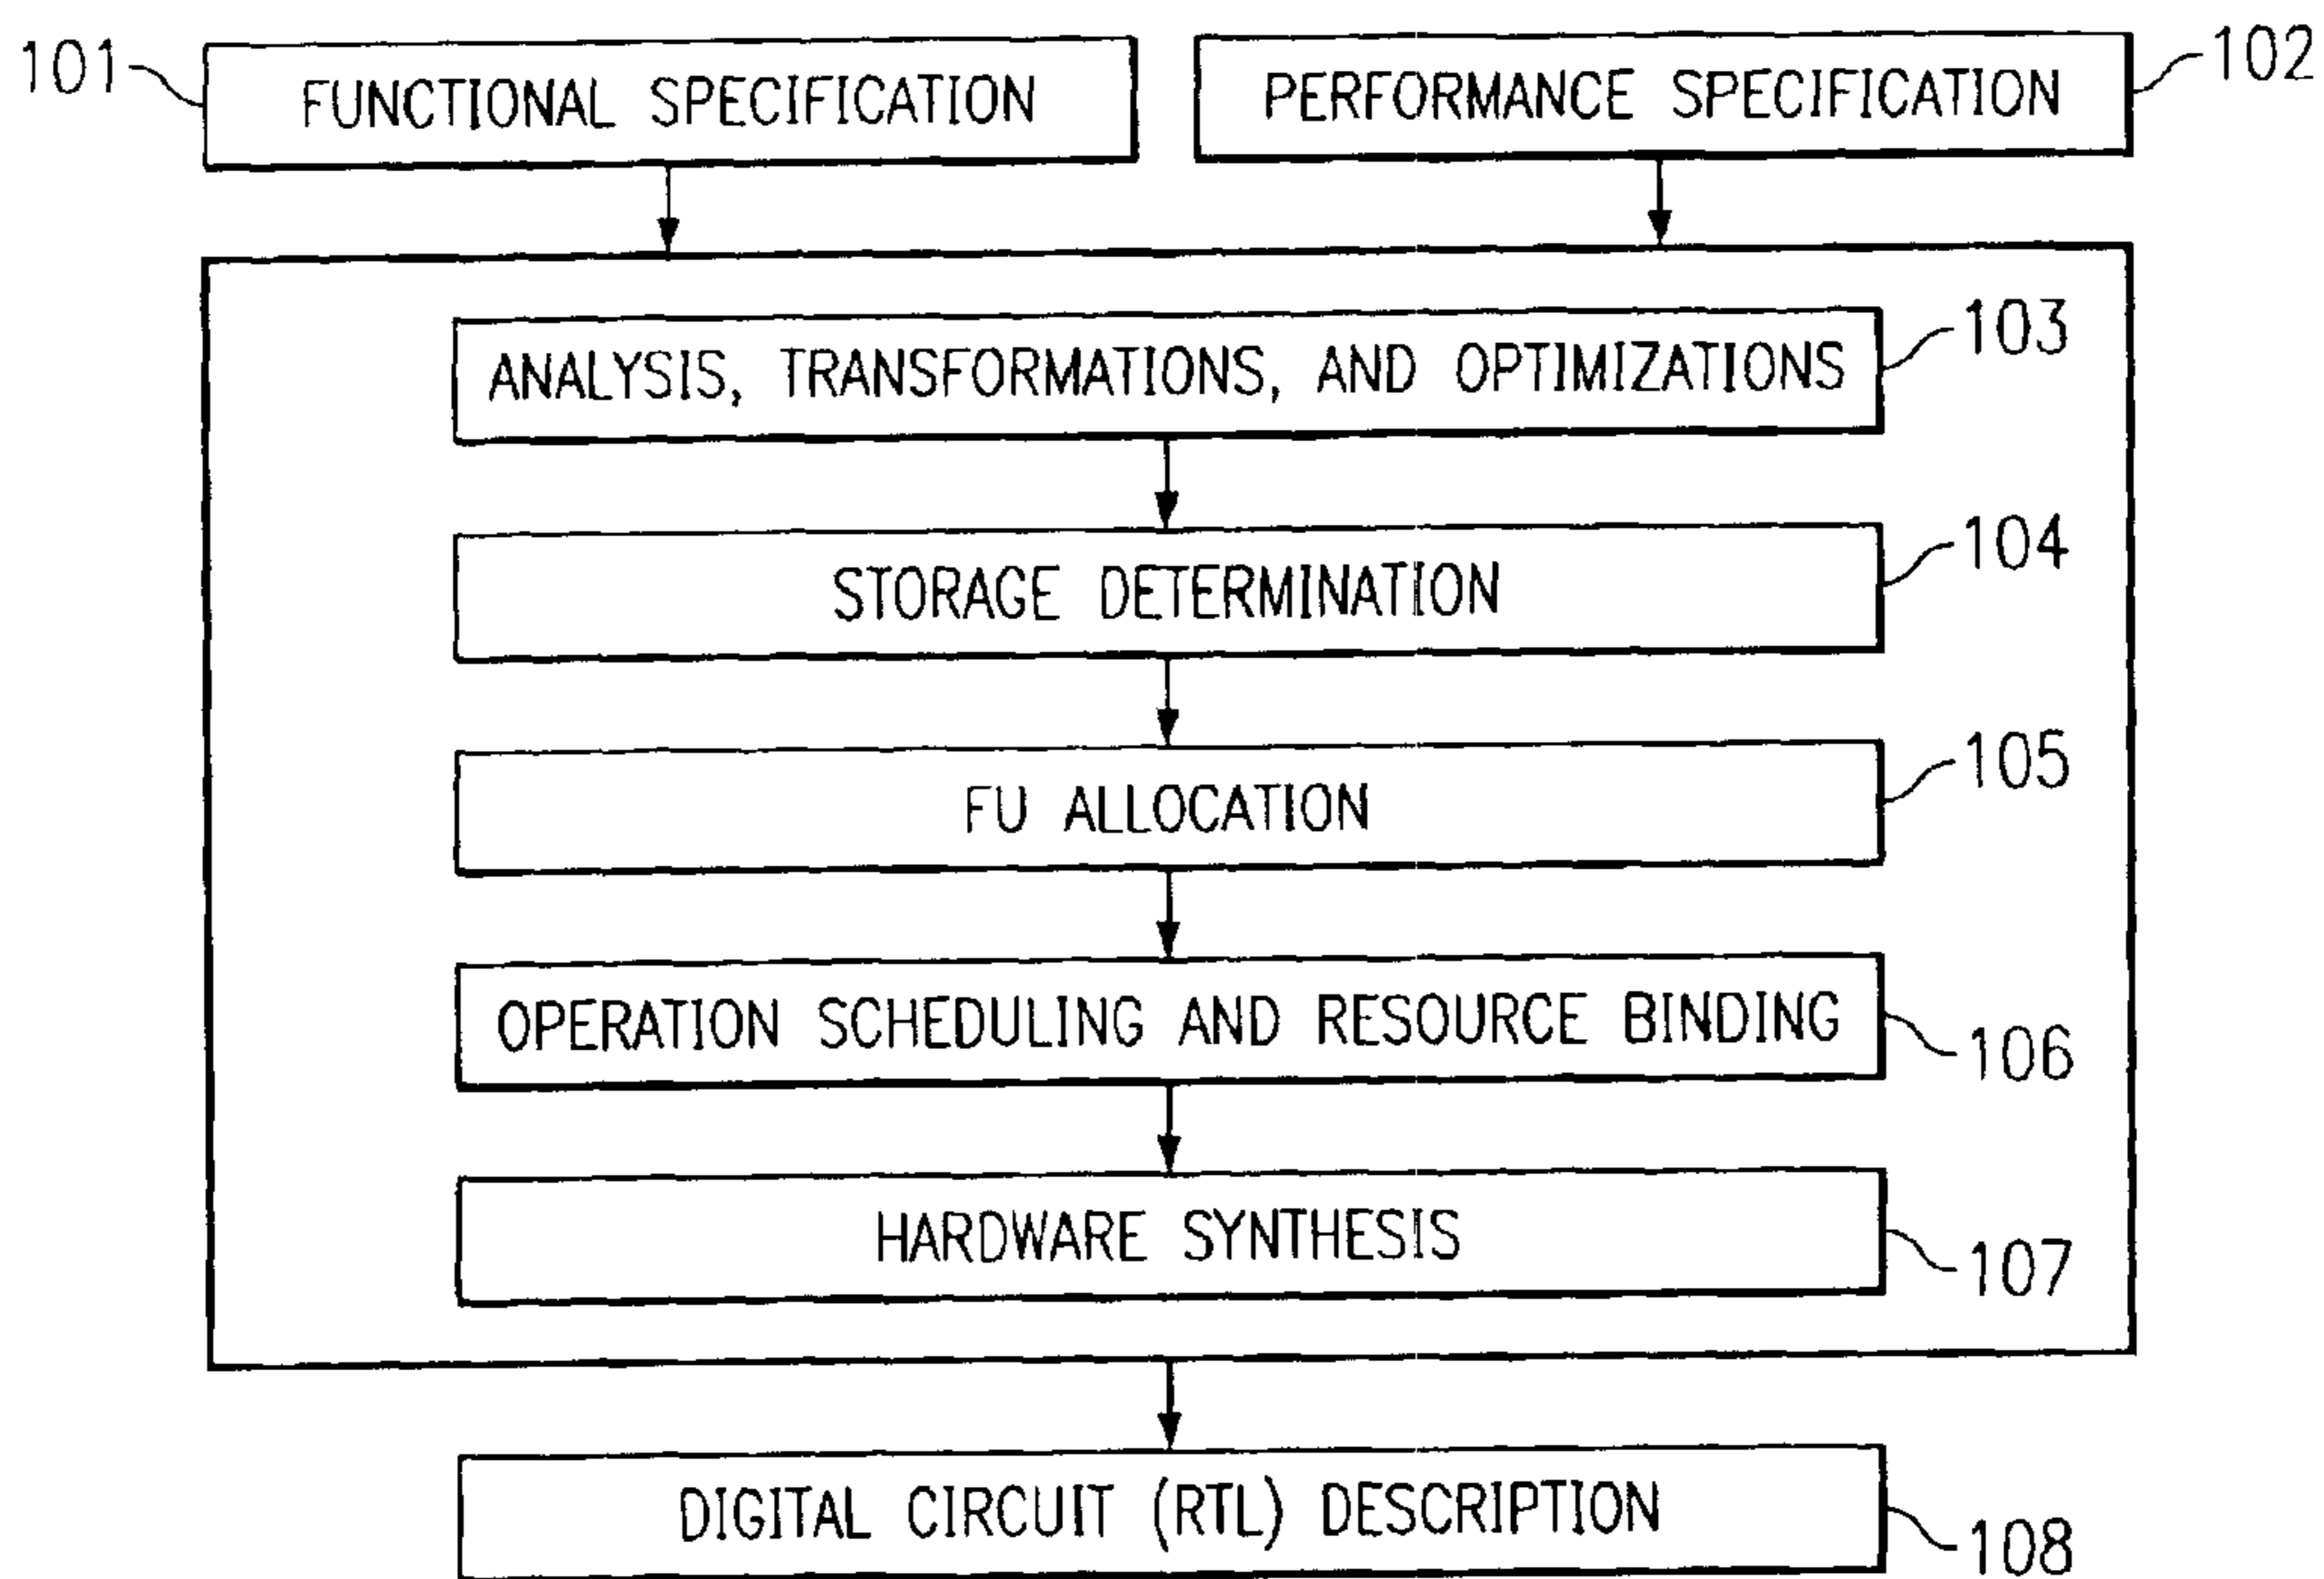 101
FUNCTIONAL SPECIFICATION
PERFORMANCE SPECIFICATION
102
ANALYSIS, TRANSFORMATIONS, AND OPTIMIZATIONS
103
STORAGE DETERMINATION
104
FU ALLOCATION
105
OPERATION SCHEDULING AND RESOURCE BINDING
106
HARDWARE SYNTHESIS
107
DIGITAL CIRCUIT (RTL) DESCRIPTION
108